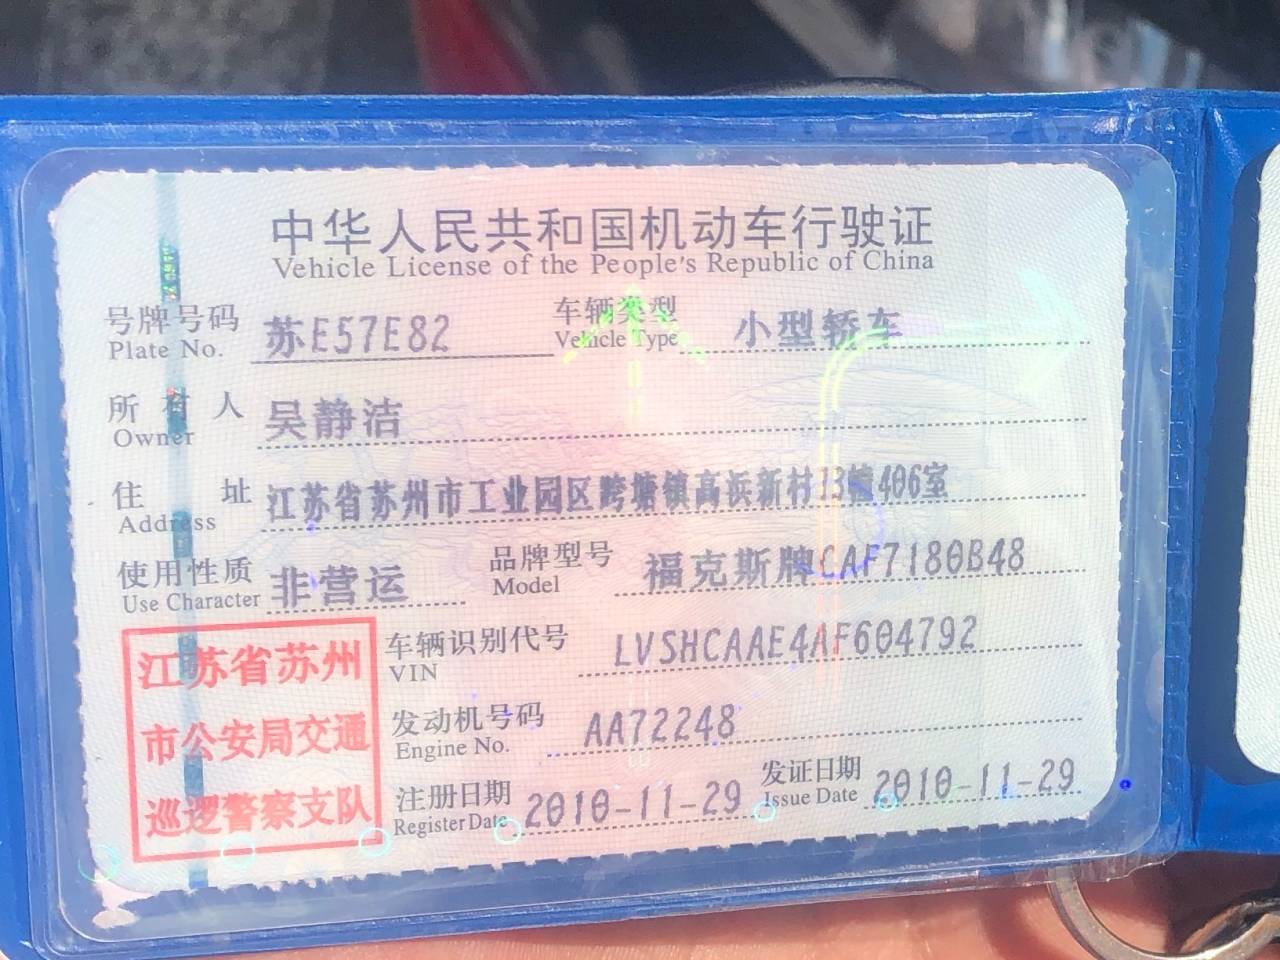 中华人民共和国机动车行驶证
Vehicle License of the People's Republic of China
号牌号码 苏E57E82 车辆类型 小型轿车
Plate No. Vehicle Type
所有人 吴静洁
Owner
住址 江苏省苏州市工业园区跨塘镇高浜新村13幢406室
Address
使用性质 非营运 品牌型号 福克斯牌CAF7180B48
Use Character Model
车辆识别代号 LVSHCAAE4AF604792
VIN
发动机号码 AA72248
Engine No.
注册日期 2010-11-29 发证日期 2010-11-29
Register Date Issue Date
江苏省苏州
市公安局交通
巡逻警察支队